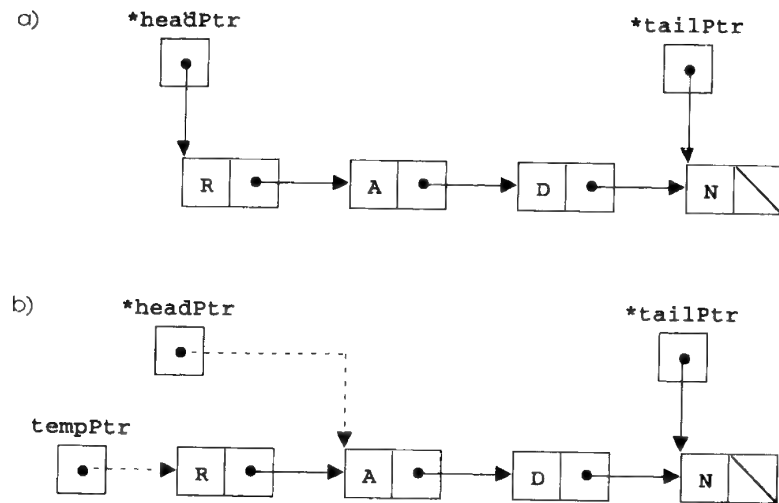 a)
*headPtr
*tailPtr
R A D N
b)
*headPtr
*tailPtr
tempPtr
R A D N